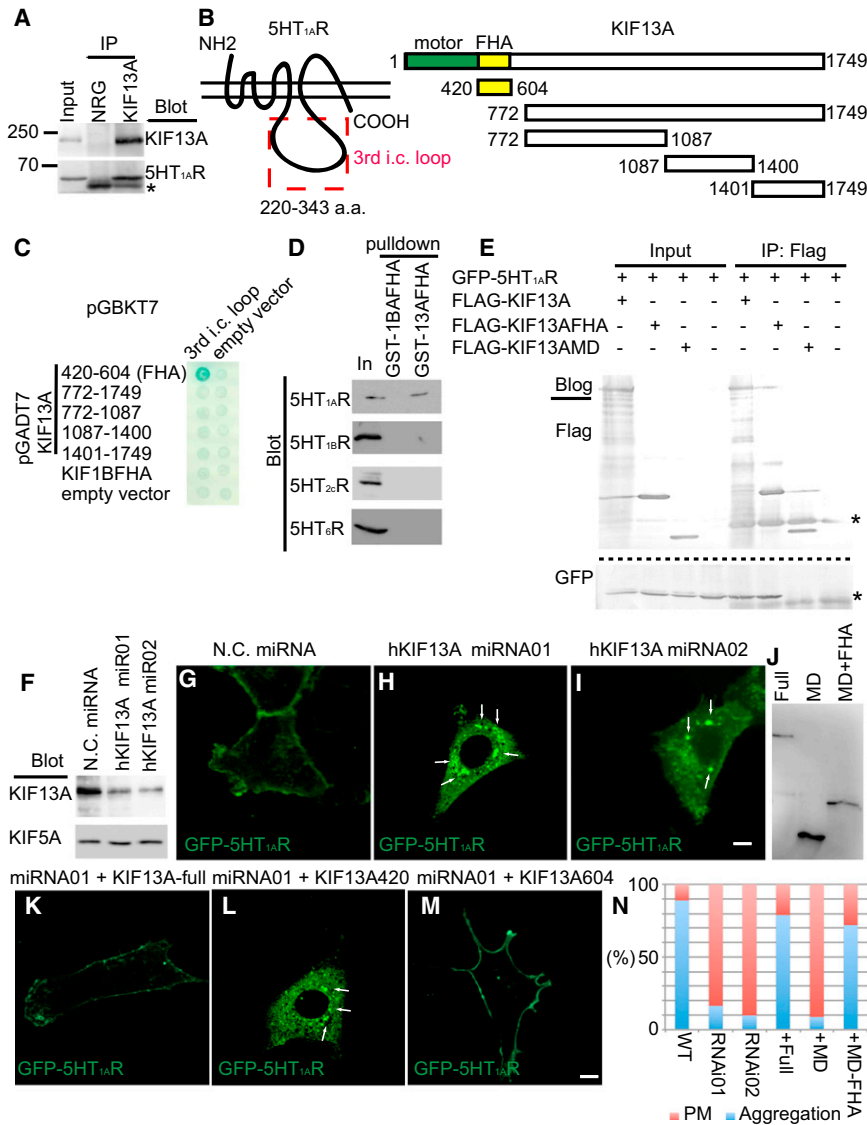 A
IP
Input
NRG
KIF13A
Blot
250
KIF13A
70
5HT1AR
*
B
5HT1AR
NH2
COOH
3rd i.c. loop
220-343 a.a.
KIF13A
motor
FHA
1
1749
420
604
772
1749
772
1087
1087
1400
1401
1749
C
pGBKT7
3rd i.c. loop
empty vector
pGADT7
KIF13A
420-604 (FHA)
772-1749
772-1087
1087-1400
1401-1749
KIF1BFHA
empty vector
D
pulldown
In
GST-1BAFHA
GST-13AFHA
Blot
5HT1AR
5HT1BR
5HT2cR
5HT6R
E
Input
IP: Flag
GFP-5HT1AR + + + + + + + +
FLAG-KIF13A + - - - + - - -
FLAG-KIF13AFHA - + - - - + - -
FLAG-KIF13AMD - - + - - - + -
Blog
Flag
*
GFP
*
F
N.C. miRNA
hKIF13A miR01
hKIF13A miR02
Blot
KIF13A
KIF5A
N.C. miRNA
G
GFP-5HT1AR
hKIF13A miRNA01
H
GFP-5HT1AR
hKIF13A miRNA02
I
GFP-5HT1AR
J
Full
MD
MD+FHA
miRNA01 + KIF13A-full
K
GFP-5HT1AR
miRNA01 + KIF13A420
L
GFP-5HT1AR
miRNA01 + KIF13A604
M
GFP-5HT1AR
N
100
50
(%)
0
WT
RNAi01
RNAi02
+Full
+MD
+MD-FHA
PM
Aggregation